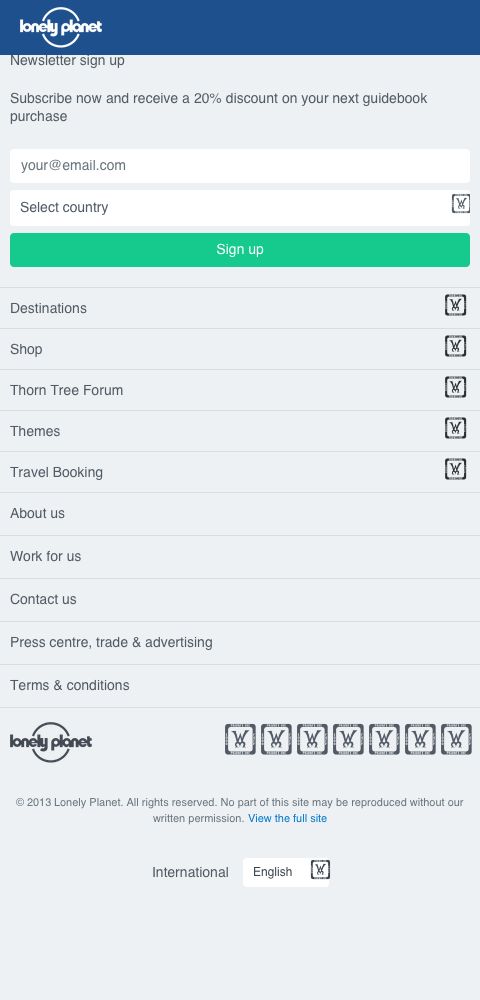 lonely planet
Newsletter sign up
Subscribe now and receive a 20% discount on your next guidebook
purchase
your@email.com
Select country
Sign up
Destinations
Shop
Thorn Tree Forum
Themes
Travel Booking
About us
Work for us
Contact us
Press centre, trade & advertising
Terms & conditions
lonely planet
© 2013 Lonely Planet. All rights reserved. No part of this site may be reproduced without our
written permission. View the full site
International English